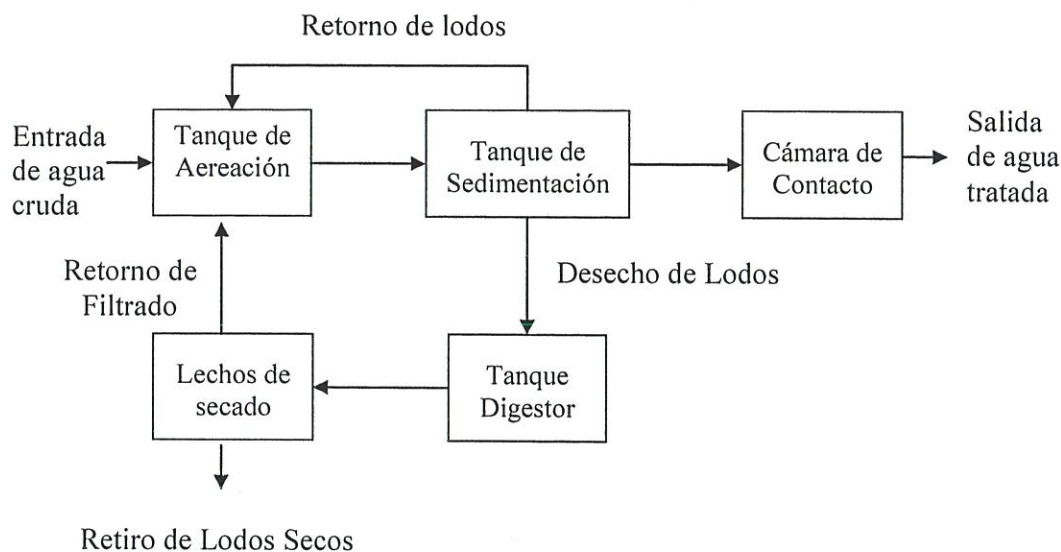 Retorno de lodos
Entrada
de agua
cruda
Tanque de
Aereación
Tanque de
Sedimentación
Cámara de
Contacto
Salida
de agua
tratada
Retorno de
Filtrado
Desecho de Lodos
Lechos de
secado
Tanque
Digestor
Retiro de Lodos Secos